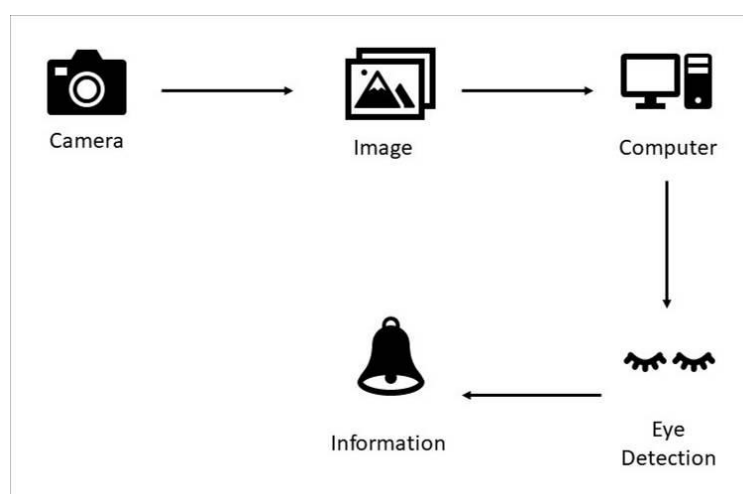 Camera
Image
Computer
Information
Eye
Detection